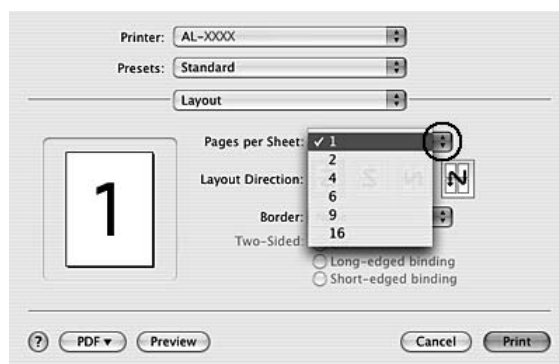 Printer: AL-XXXX
Presets: Standard
Layout
Pages per Sheet: ✓ 1
2
Layout Direction: 4
6
Border: 9
Two-Sided: 16
Long-edged binding
Short-edged binding
1
? PDF ▼ Preview Cancel Print